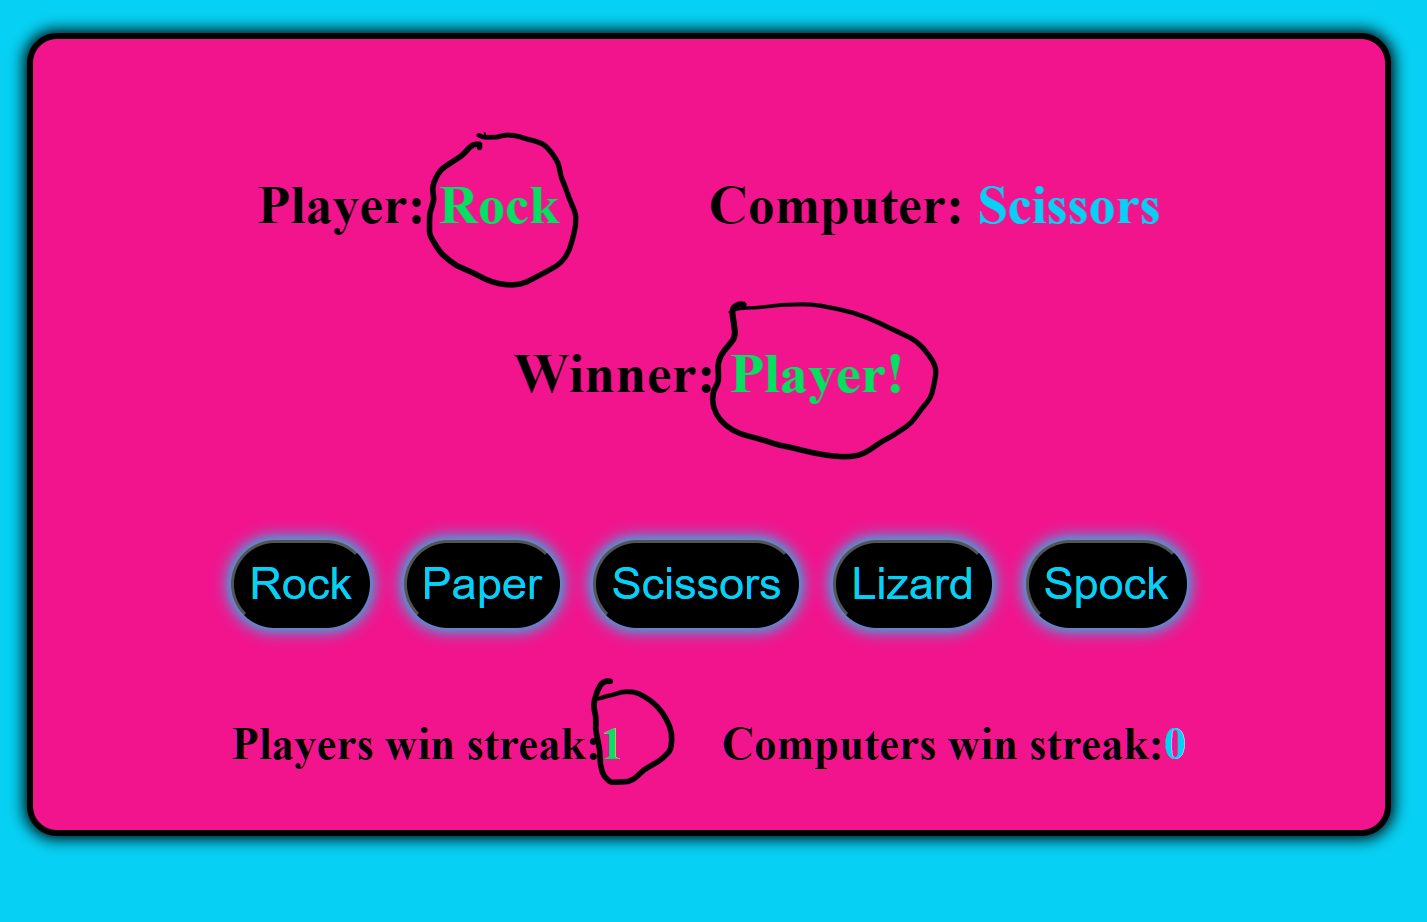 Player: Rock Computer: Scissors
Winner: Player!
Rock Paper Scissors Lizard Spock
Players win streak:1 Computers win streak:0